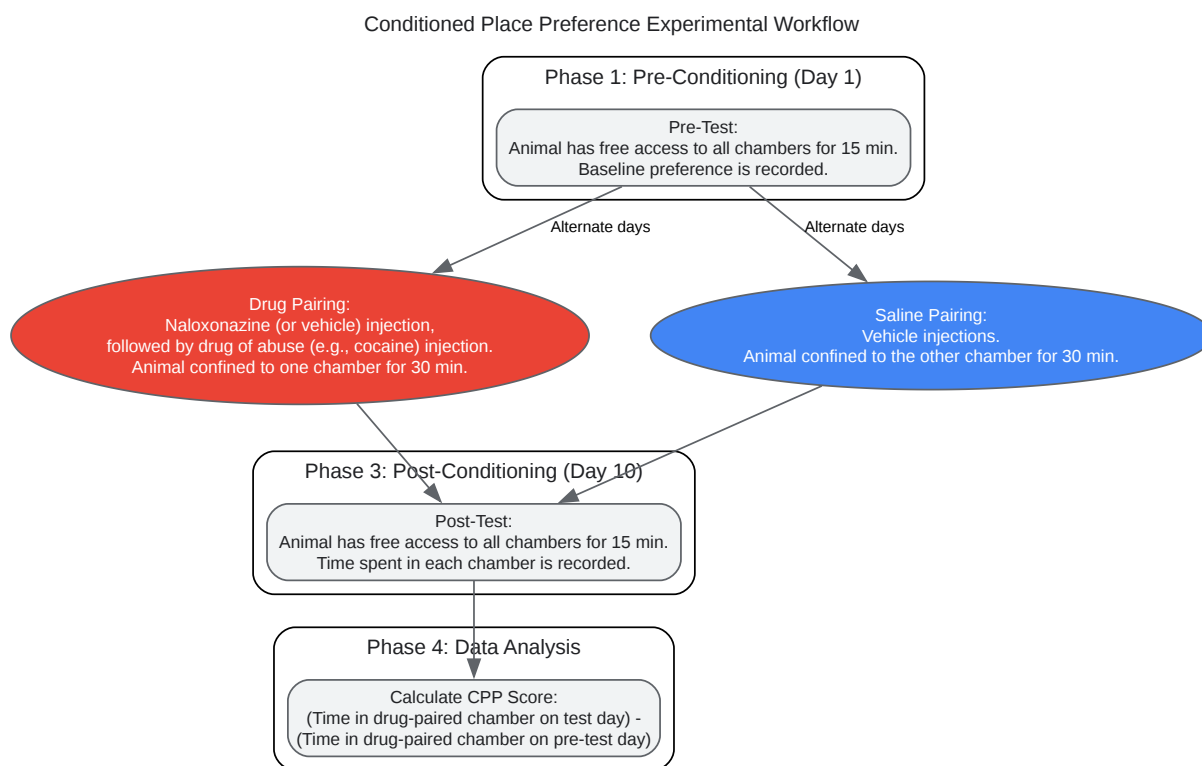 Conditioned Place Preference Experimental Workflow
Phase 1: Pre-Conditioning (Day 1)
Pre-Test:
Animal has free access to all chambers for 15 min.
Baseline preference is recorded.
Alternate days
Alternate days
Drug Pairing:
Naloxonazine (or vehicle) injection,
followed by drug of abuse (e.g., cocaine) injection.
Animal confined to one chamber for 30 min.
Saline Pairing:
Vehicle injections.
Animal confined to the other chamber for 30 min.
Phase 3: Post-Conditioning (Day 10)
Post-Test:
Animal has free access to all chambers for 15 min.
Time spent in each chamber is recorded.
Phase 4: Data Analysis
Calculate CPP Score:
(Time in drug-paired chamber on test day) -
(Time in drug-paired chamber on pre-test day)